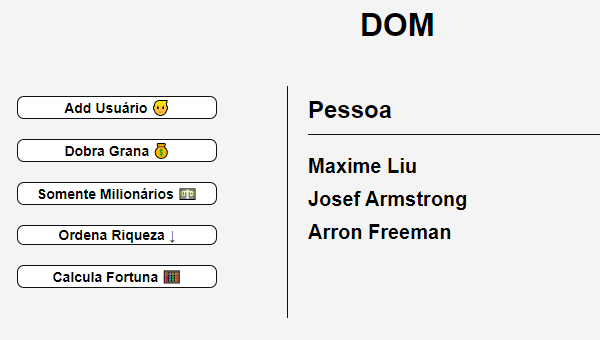 DOM
Add Usuário 👱
Dobra Grana 💰
Somente Milionários 💵
Ordena Riqueza ↓
Calcula Fortuna 🧮
Pessoa
Maxime Liu
Josef Armstrong
Arron Freeman